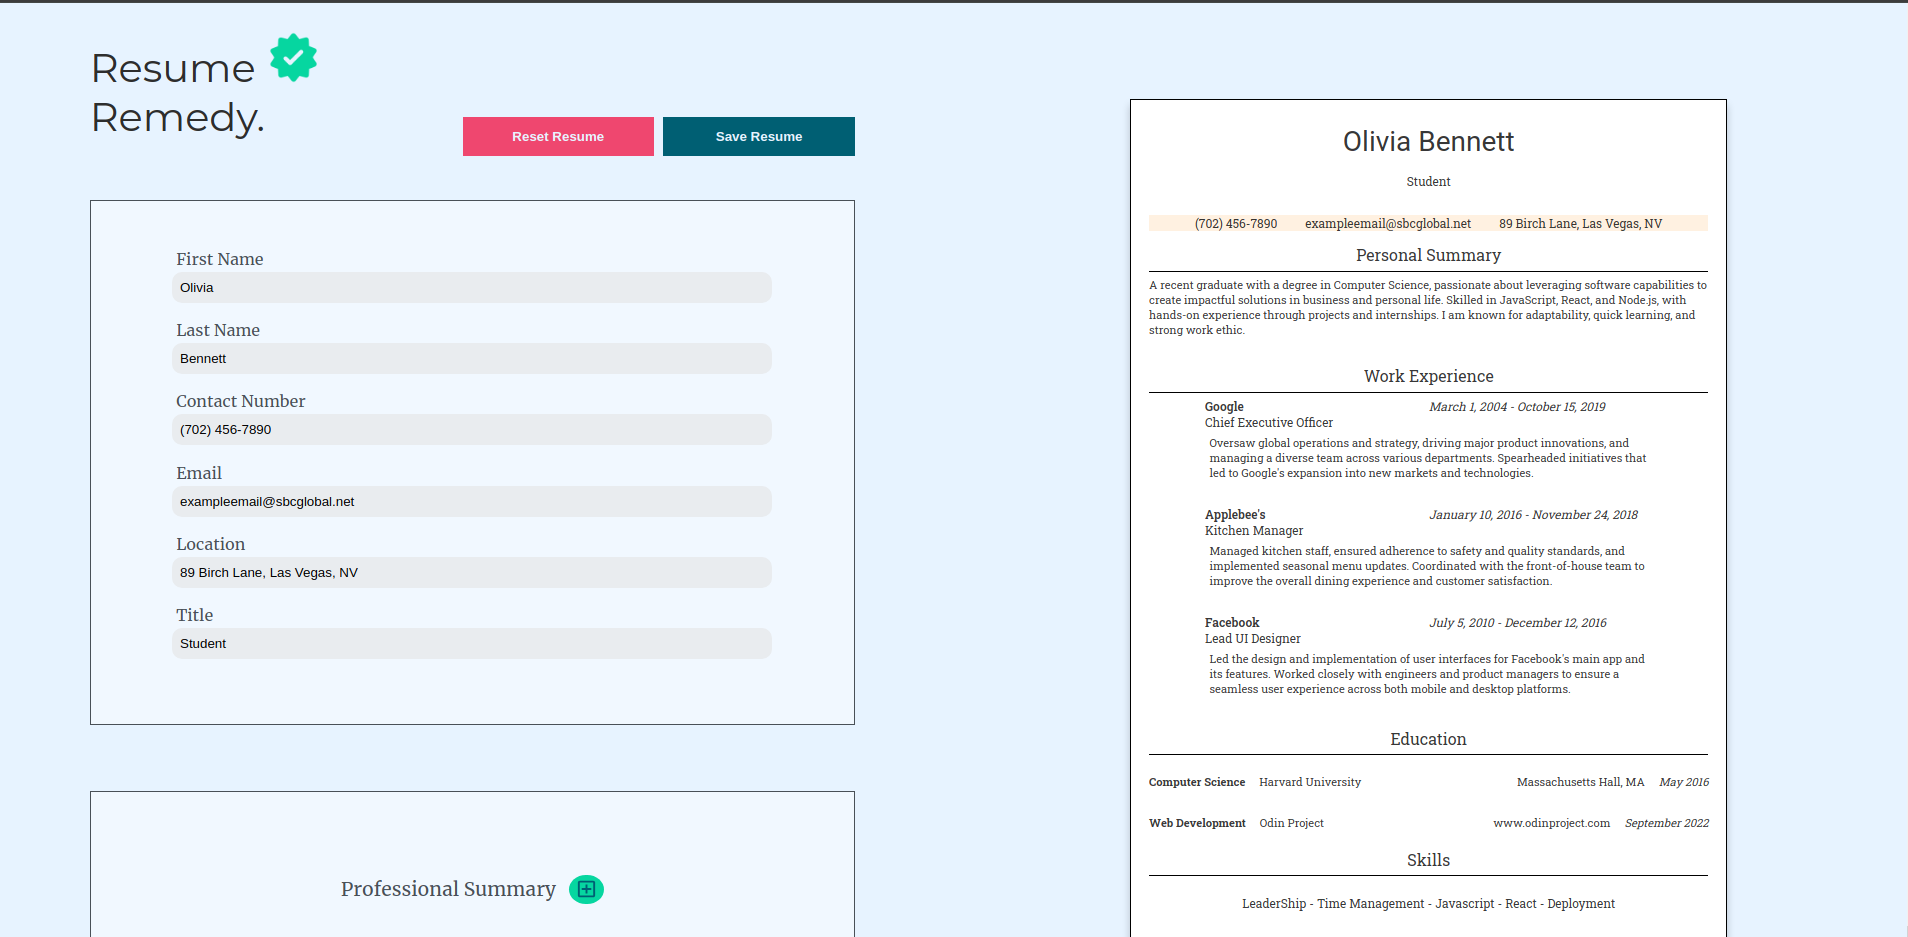 Resume
Remedy.
Reset Resume
Save Resume
First Name
Olivia
Last Name
Bennett
Contact Number
(702) 456-7890
Email
exampleemail@sbcglobal.net
Location
89 Birch Lane, Las Vegas, NV
Title
Student
Professional Summary
Olivia Bennett
Student
(702) 456-7890 exampleemail@sbcglobal.net 89 Birch Lane, Las Vegas, NV
Personal Summary
A recent graduate with a degree in Computer Science, passionate about leveraging software capabilities to
create impactful solutions in business and personal life. Skilled in JavaScript, React, and Node.js, with
hands-on experience through projects and internships. I am known for adaptability, quick learning, and
strong work ethic.
Work Experience
Google March 1, 2004 - October 15, 2019
Chief Executive Officer
Oversaw global operations and strategy, driving major product innovations, and
managing a diverse team across various departments. Spearheaded initiatives that
led to Google's expansion into new markets and technologies.
Applebee's January 10, 2016 - November 24, 2018
Kitchen Manager
Managed kitchen staff, ensured adherence to safety and quality standards, and
implemented seasonal menu updates. Coordinated with the front-of-house team to
improve the overall dining experience and customer satisfaction.
Facebook July 5, 2010 - December 12, 2016
Lead UI Designer
Led the design and implementation of user interfaces for Facebook's main app and
its features. Worked closely with engineers and product managers to ensure a
seamless user experience across both mobile and desktop platforms.
Education
Computer Science Harvard University Massachusetts Hall, MA May 2016
Web Development Odin Project www.odinproject.com September 2022
Skills
LeaderShip - Time Management - Javascript - React - Deployment